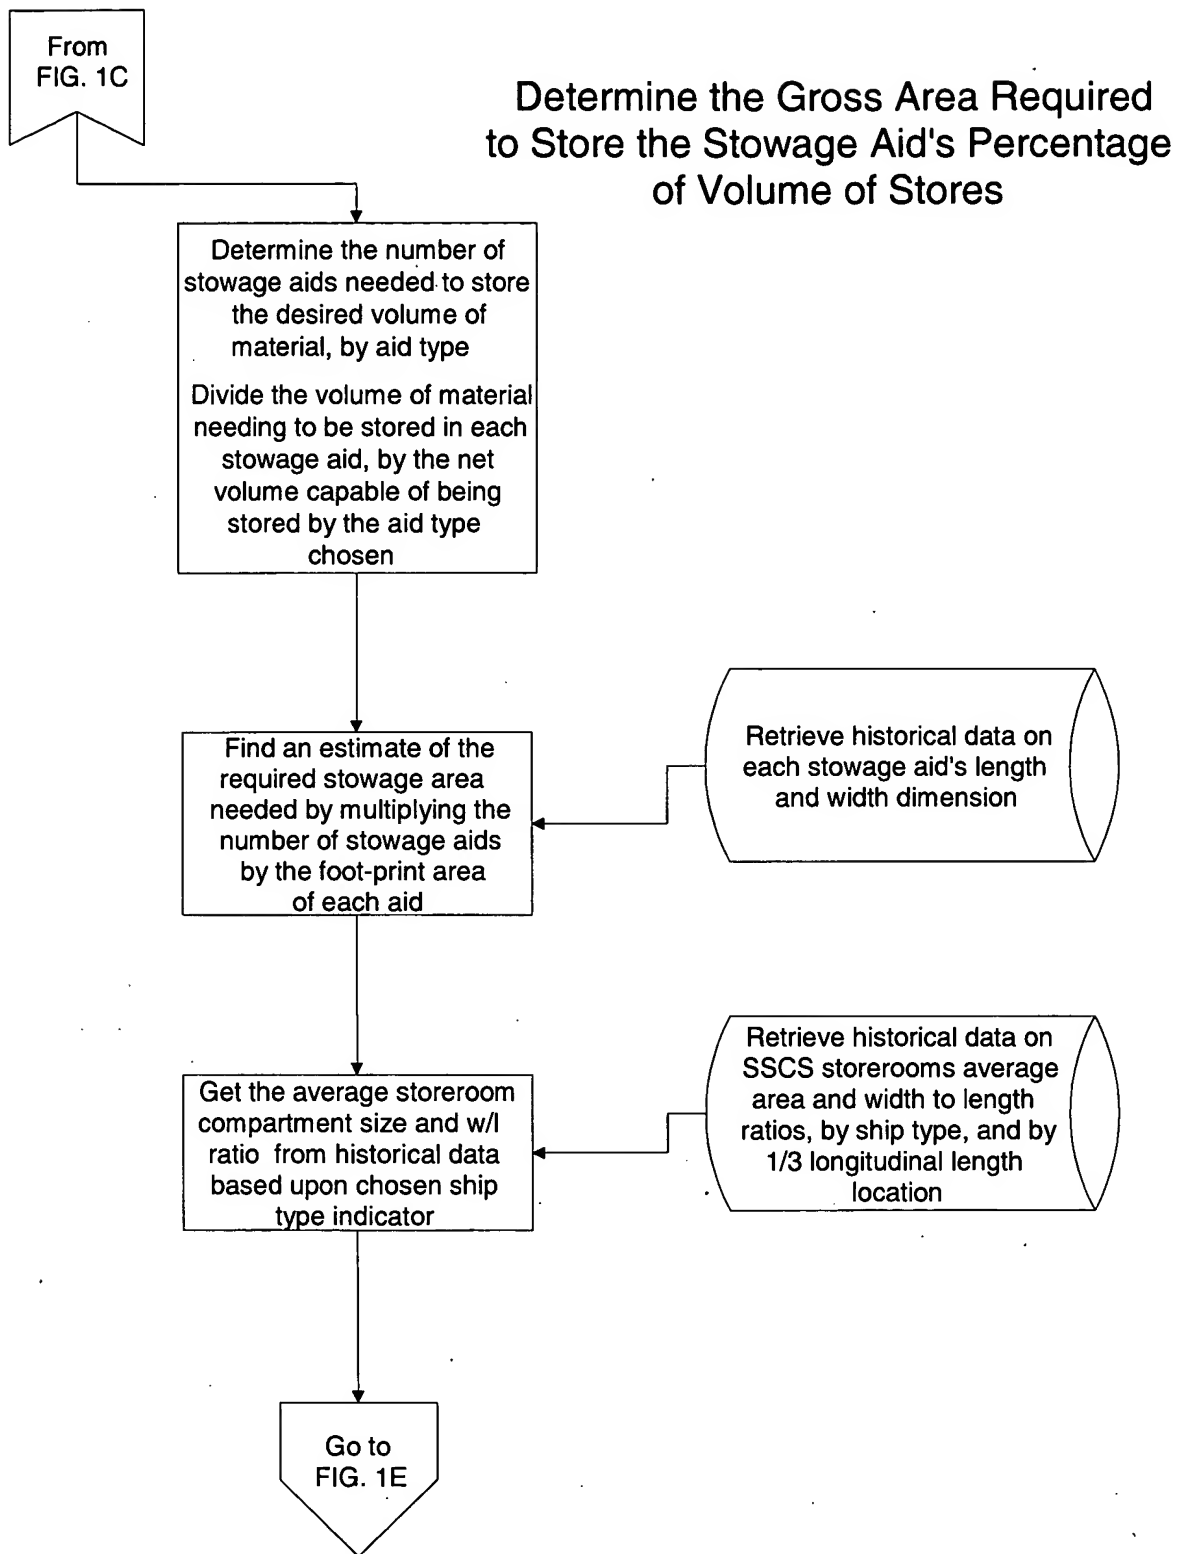 From
FIG. 1C
Determine the Gross Area Required
to Store the Stowage Aid's Percentage
of Volume of Stores
Determine the number of
stowage aids needed to store
the desired volume of
material, by aid type
Divide the volume of material
needing to be stored in each
stowage aid, by the net
volume capable of being
stored by the aid type
chosen
Find an estimate of the
required stowage area
needed by multiplying the
number of stowage aids
by the foot-print area
of each aid
Retrieve historical data on
each stowage aid's length
and width dimension
Get the average storeroom
compartment size and w/l
ratio from historical data
based upon chosen ship
type indicator
Retrieve historical data on
SSCS storerooms average
area and width to length
ratios, by ship type, and by
1/3 longitudinal length
location
Go to
FIG. 1E